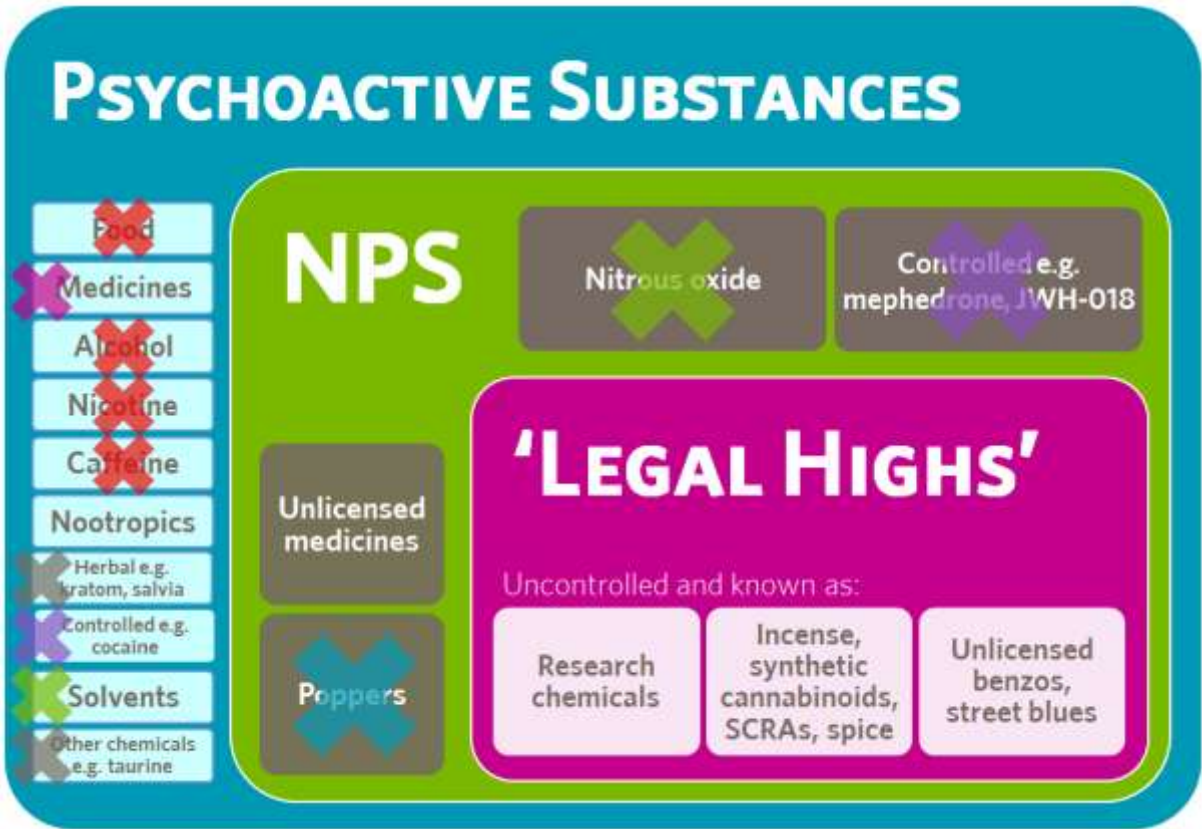 PSYCHOACTIVE SUBSTANCES
Food
Medicines
Alcohol
Nicotine
Caffeine
Nootropics
Herbal e.g.
kratom, salvia
Controlled e.g.
cocaine
Solvents
Other chemicals
e.g. taurine
NPS
Nitrous oxide
Controlled e.g.
mephedrone, JWH-018
Unlicensed
medicines
Poppers
'LEGAL HIGHS'
Uncontrolled and known as:
Research
chemicals
Incense,
synthetic
cannabinoids,
SCRAs, spice
Unlicensed
benzos,
street blues